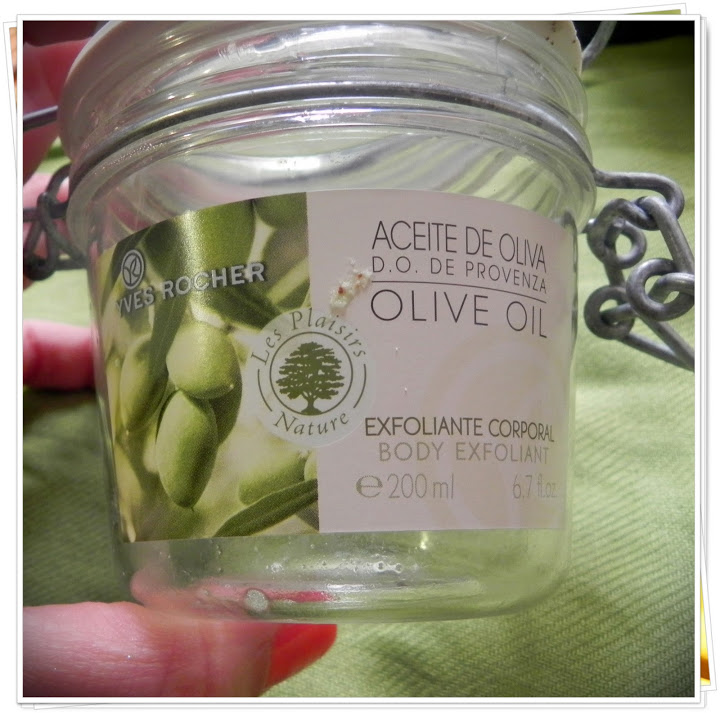 YVES ROCHER
Les Plaisirs
Nature
ACEITE DE OLIVA
D.O. DE PROVENZA
OLIVE OIL
EXFOLIANTE CORPORAL
BODY EXFOLIANT
℮ 200 ml 6.7 fl.oz.